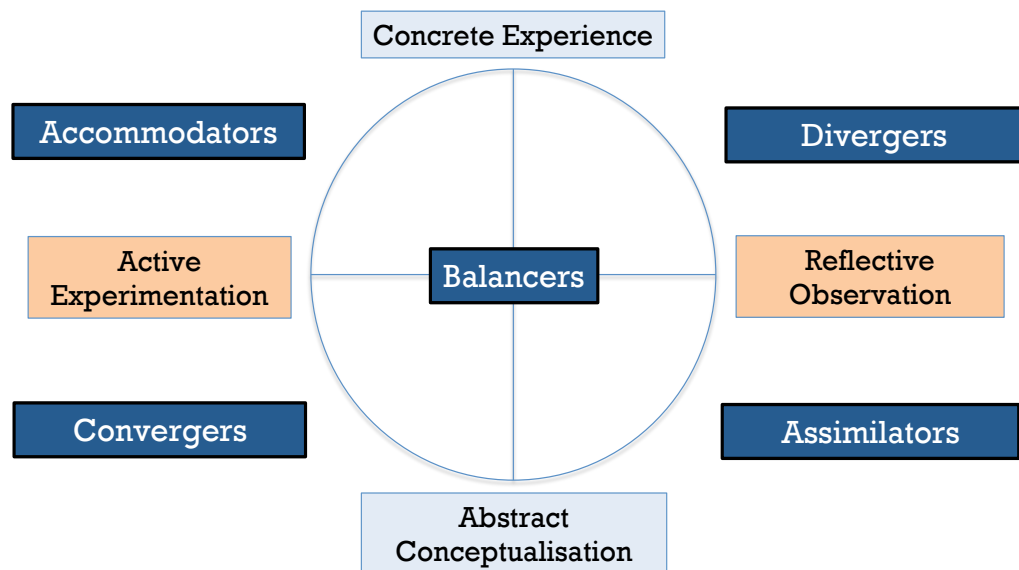 Concrete Experience
Accommodators
Divergers
Active
Experimentation
Balancers
Reflective
Observation
Convergers
Assimilators
Abstract
Conceptualisation